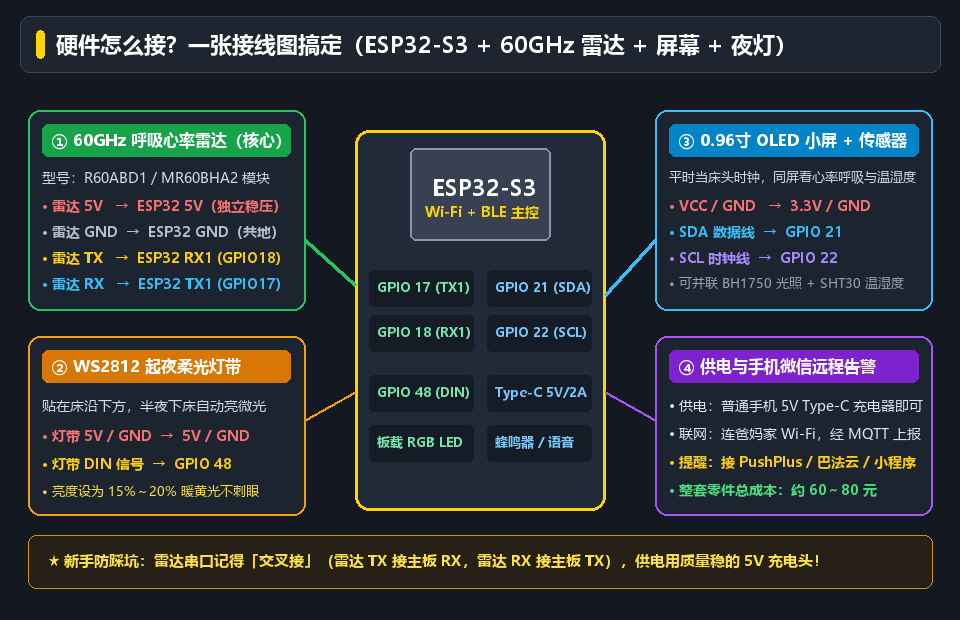 硬件怎么接？一张接线图搞定（ESP32-S3 + 60GHz 雷达 + 屏幕 + 夜灯）
① 60GHz 呼吸心率雷达（核心）
型号：R60ABD1 / MR60BHA2 模块
• 雷达 5V → ESP32 5V（独立稳压）
• 雷达 GND → ESP32 GND（共地）
• 雷达 TX → ESP32 RX1 (GPIO18)
• 雷达 RX → ESP32 TX1 (GPIO17)
② WS2812 起夜柔光灯带
贴在床沿下方，半夜下床自动亮微光
• 灯带 5V / GND → 5V / GND
• 灯带 DIN 信号 → GPIO 48
• 亮度设为 15%~20% 暖黄光不刺眼
ESP32-S3
Wi-Fi + BLE 主控
GPIO 17 (TX1)
GPIO 21 (SDA)
GPIO 18 (RX1)
GPIO 22 (SCL)
GPIO 48 (DIN)
Type-C 5V/2A
板载 RGB LED
蜂鸣器 / 语音
③ 0.96寸 OLED 小屏 + 传感器
平时当床头时钟，同屏看心率呼吸与温湿度
• VCC / GND → 3.3V / GND
• SDA 数据线 → GPIO 21
• SCL 时钟线 → GPIO 22
• 可并联 BH1750 光照 + SHT30 温湿度
④ 供电与手机微信远程告警
• 供电：普通手机 5V Type-C 充电器即可
• 联网：连爸妈家 Wi-Fi，经 MQTT 上报
• 提醒：接 PushPlus / 巴法云 / 小程序
• 整套零件总成本：约 60~80 元
★ 新手防踩坑：雷达串口记得「交叉接」（雷达 TX 接主板 RX，雷达 RX 接主板 TX），供电用质量稳的 5V 充电头！